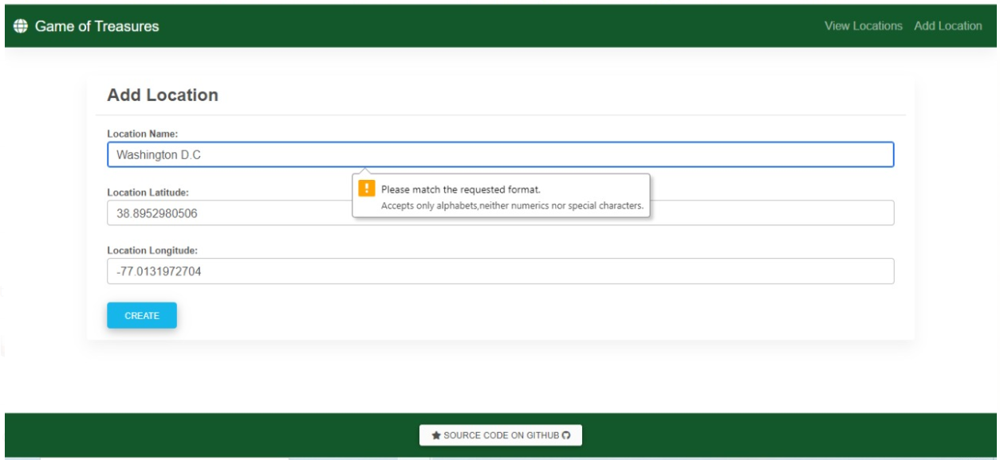 Game of Treasures
View Locations Add Location
Add Location
Location Name:
Washington D.C
Please match the requested format.
Accepts only alphabets,neither numerics nor special characters.
Location Latitude:
38.8952980506
Location Longitude:
-77.0131972704
CREATE
SOURCE CODE ON GITHUB